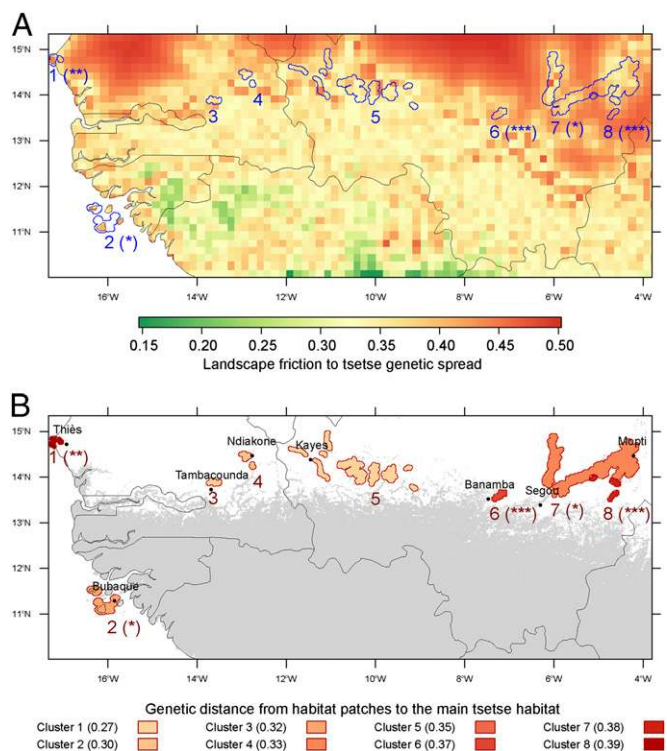 A
15°N
14°N
13°N
12°N
11°N
1 (**)
2 (*)
3
4
5
6 (***)
7 (*)
8 (***)
16°W 14°W 12°W 10°W 8°W 6°W 4°W
0.15 0.20 0.25 0.30 0.35 0.40 0.50
Landscape friction to tsetse genetic spread
B
15°N
14°N
13°N
12°N
11°N
Thiès
1 (**)
Bubaque
2 (*)
Tambacounda
3
Ndiakone
4
Kayes
5
Banamba
6 (***)
Segou
7 (*)
Mopti
8 (***)
16°W 14°W 12°W 10°W 8°W 6°W 4°W
Genetic distance from habitat patches to the main tsetse habitat
Cluster 1 (0.27) Cluster 3 (0.32) Cluster 5 (0.35) Cluster 7 (0.38)
Cluster 2 (0.30) Cluster 4 (0.33) Cluster 6 (0.37) Cluster 8 (0.39)